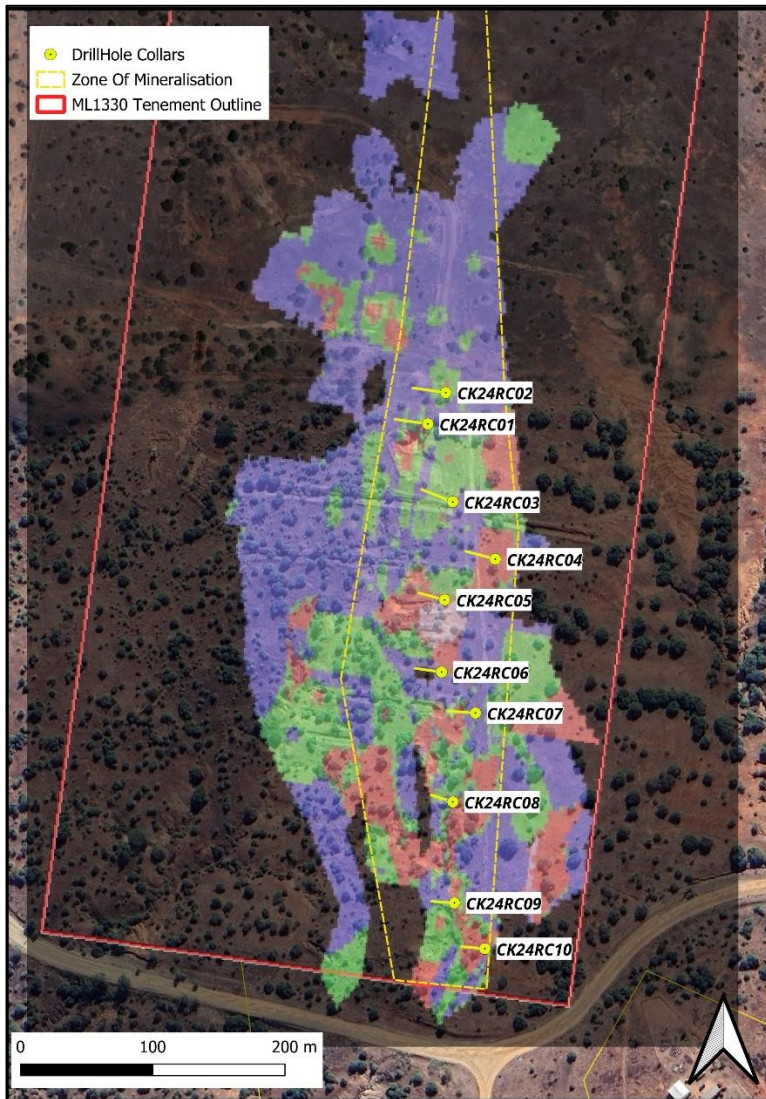 DrillHole Collars
Zone Of Mineralisation
ML1330 Tenement Outline
CK24RC02
CK24RC01
CK24RC03
CK24RC04
CK24RC05
CK24RC06
CK24RC07
CK24RC08
CK24RC09
CK24RC10
0 100 200 m